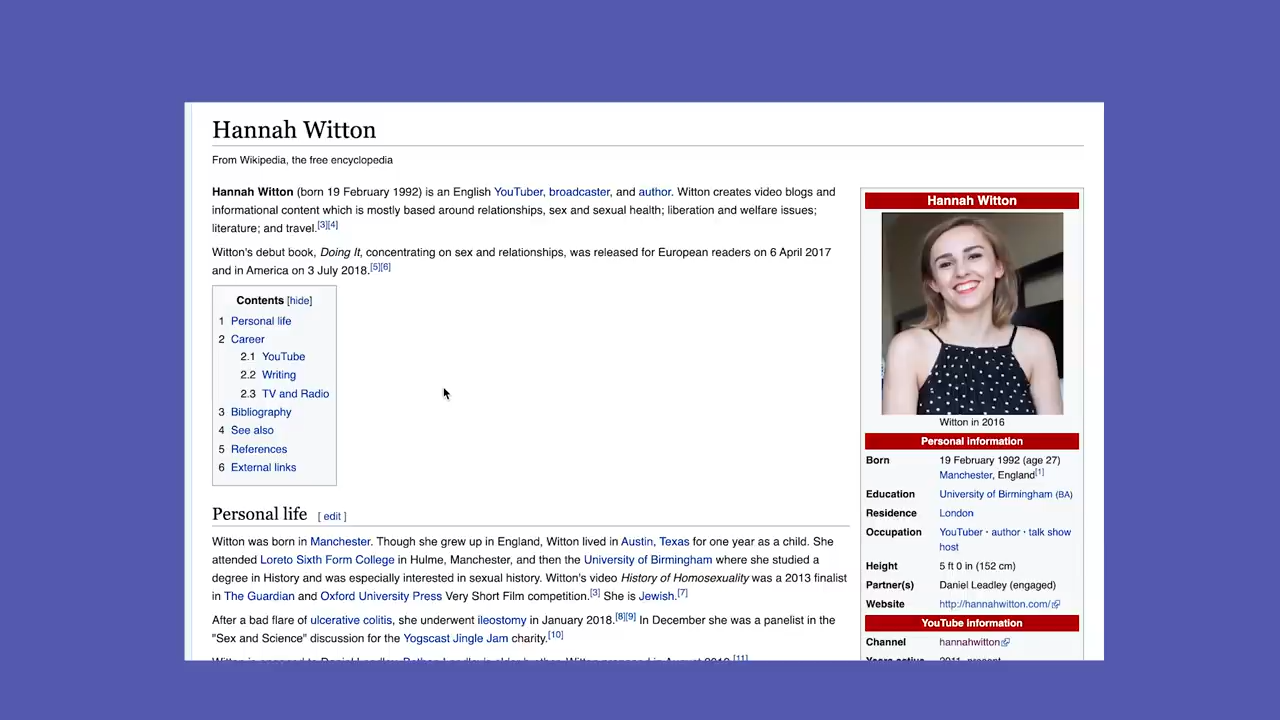 Hannah Witton
From Wikipedia, the free encyclopedia
Hannah Witton (born 19 February 1992) is an English YouTuber, broadcaster, and author. Witton creates video blogs and
informational content which is mostly based around relationships, sex and sexual health; liberation and welfare issues;
literature; and travel.[3][4]
Witton's debut book, Doing It, concentrating on sex and relationships, was released for European readers on 6 April 2017
and in America on 3 July 2018.[5][6]
Contents [hide]
1 Personal life
2 Career
2.1 YouTube
2.2 Writing
2.3 TV and Radio
3 Bibliography
4 See also
5 References
6 External links
Personal life [ edit ]
Witton was born in Manchester. Though she grew up in England, Witton lived in Austin, Texas for one year as a child. She
attended Loreto Sixth Form College in Hulme, Manchester, and then the University of Birmingham where she studied a
degree in History and was especially interested in sexual history. Witton's video History of Homosexuality was a 2013 finalist
in The Guardian and Oxford University Press Very Short Film competition.[3] She is Jewish.[7]
After a bad flare of ulcerative colitis, she underwent ileostomy in January 2018.[8][9] In December she was a panelist in the
"Sex and Science" discussion for the Yogscast Jingle Jam charity.[10]
Hannah Witton
Witton in 2016
Personal information
Born 19 February 1992 (age 27)
Manchester, England[1]
Education University of Birmingham (BA)
Residence London
Occupation YouTuber · author · talk show
host
Height 5 ft 0 in (152 cm)
Partner(s) Daniel Leadley (engaged)
Website http://hannahwitton.com/
YouTube information
Channel hannahwitton